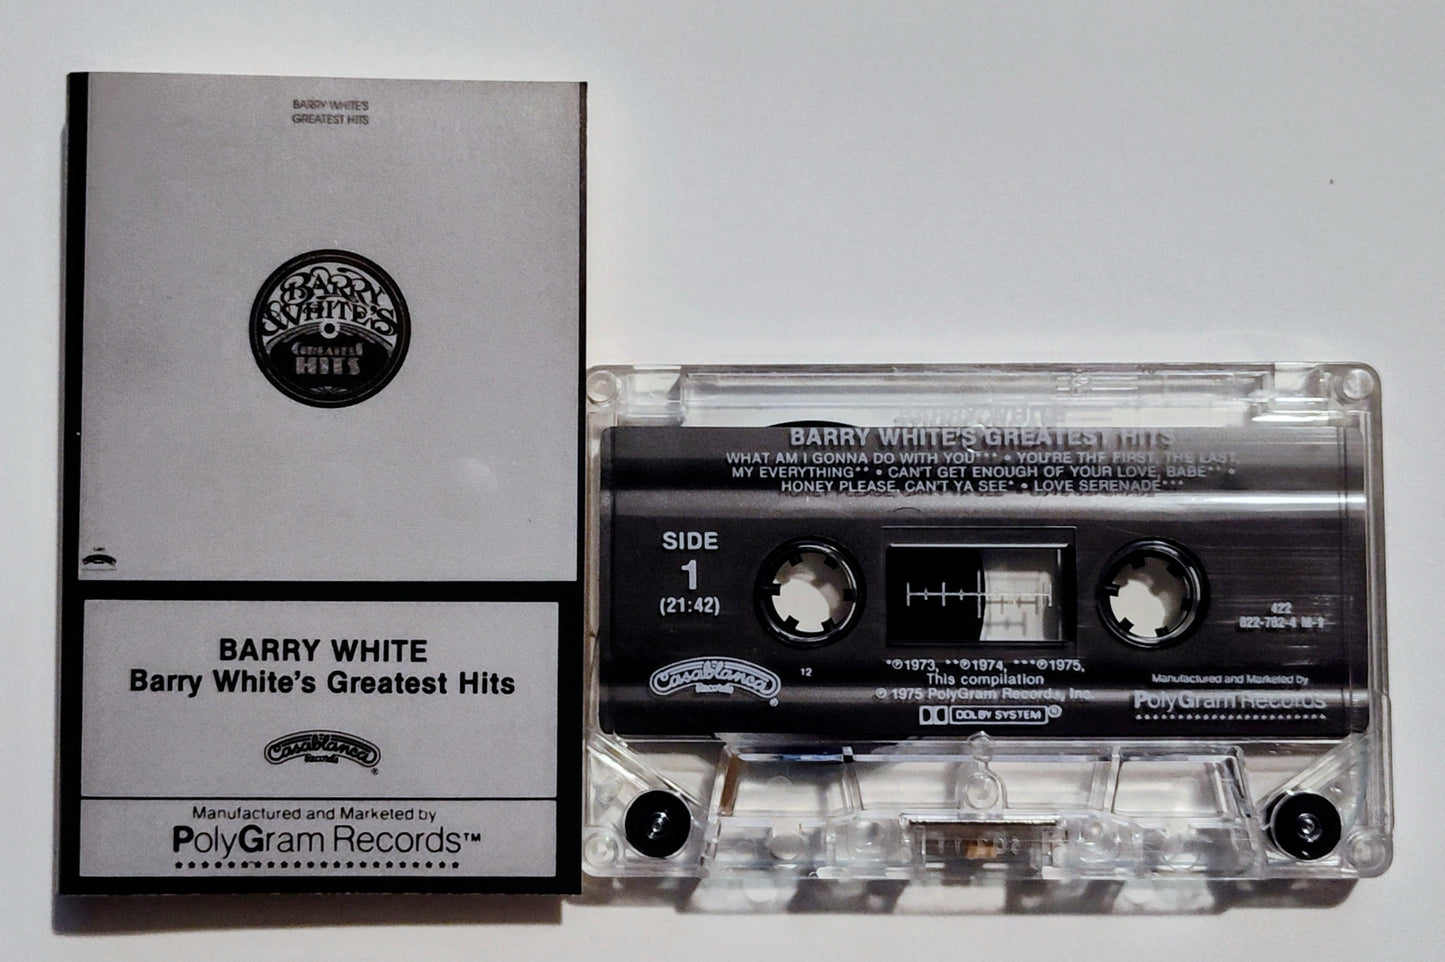 BARRY WHITE'S
GREATEST HITS
BARRY
WHITE'S
GREATEST
HITS
BARRY WHITE
Barry White's Greatest Hits
Casablanca
Records
®
Manufactured and Marketed by
PolyGram Records™
BARRY WHITE
BARRY WHITE'S GREATEST HITS
WHAT AM I GONNA DO WITH YOU*** • YOU'RE THE FIRST, THE LAST,
MY EVERYTHING** • CAN'T GET ENOUGH OF YOUR LOVE, BABE** •
HONEY PLEASE, CAN'T YA SEE* • LOVE SERENADE***
SIDE
1
(21:42)
422
822-782-4 M-1
Casablanca
Records
®
12
*℗1973, **℗1974, ***℗1975,
This compilation
℗ 1975 PolyGram Records, Inc.
DOLBY SYSTEM®
Manufactured and Marketed by
PolyGram Records